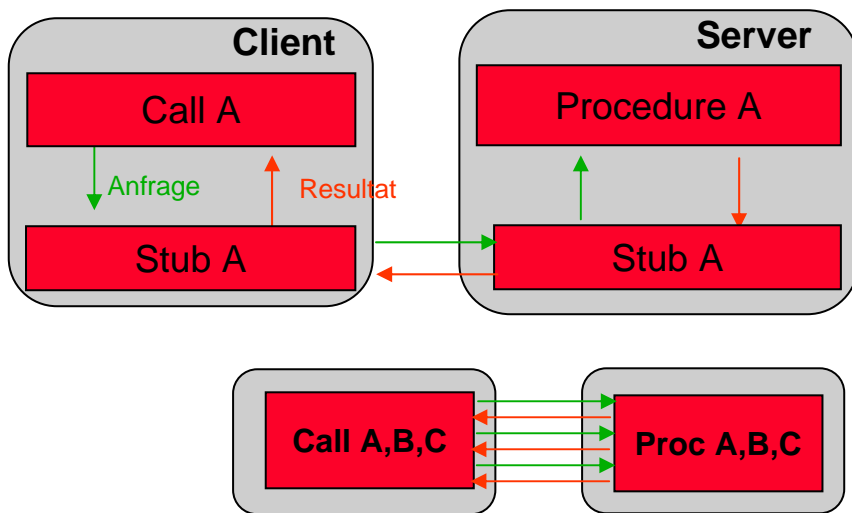 Client
Server
Call A
Procedure A
Anfrage
Resultat
Stub A
Stub A
Call A,B,C
Proc A,B,C